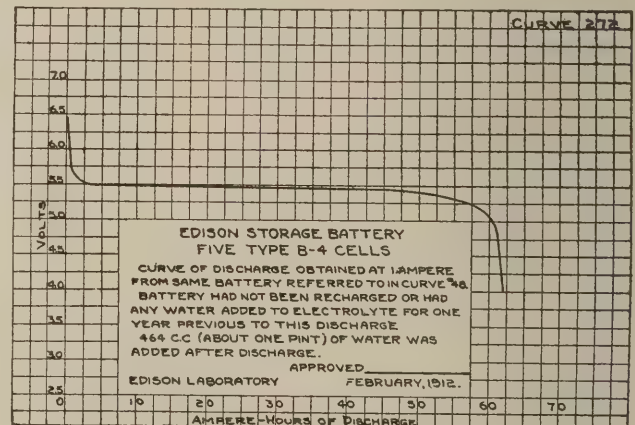 CURVE 272
7.0
6.5
6.0
5.5
5.0
VOLTS
4.5
4.0
3.5
3.0
2.5
EDISON STORAGE BATTERY
FIVE TYPE B-4 CELLS
CURVE OF DISCHARGE OBTAINED AT 1 AMPERE
FROM SAME BATTERY REFERRED TO IN CURVE #48.
BATTERY HAD NOT BEEN RECHARGED OR HAD
ANY WATER ADDED TO ELECTROLYTE FOR ONE
YEAR PREVIOUS TO THIS DISCHARGE
464 C.C (ABOUT ONE PINT) OF WATER WAS
ADDED AFTER DISCHARGE.
APPROVED
EDISON LABORATORY FEBRUARY, 1912.
0 10 20 30 40 50 60 70
AMPERE-HOURS OF DISCHARGE